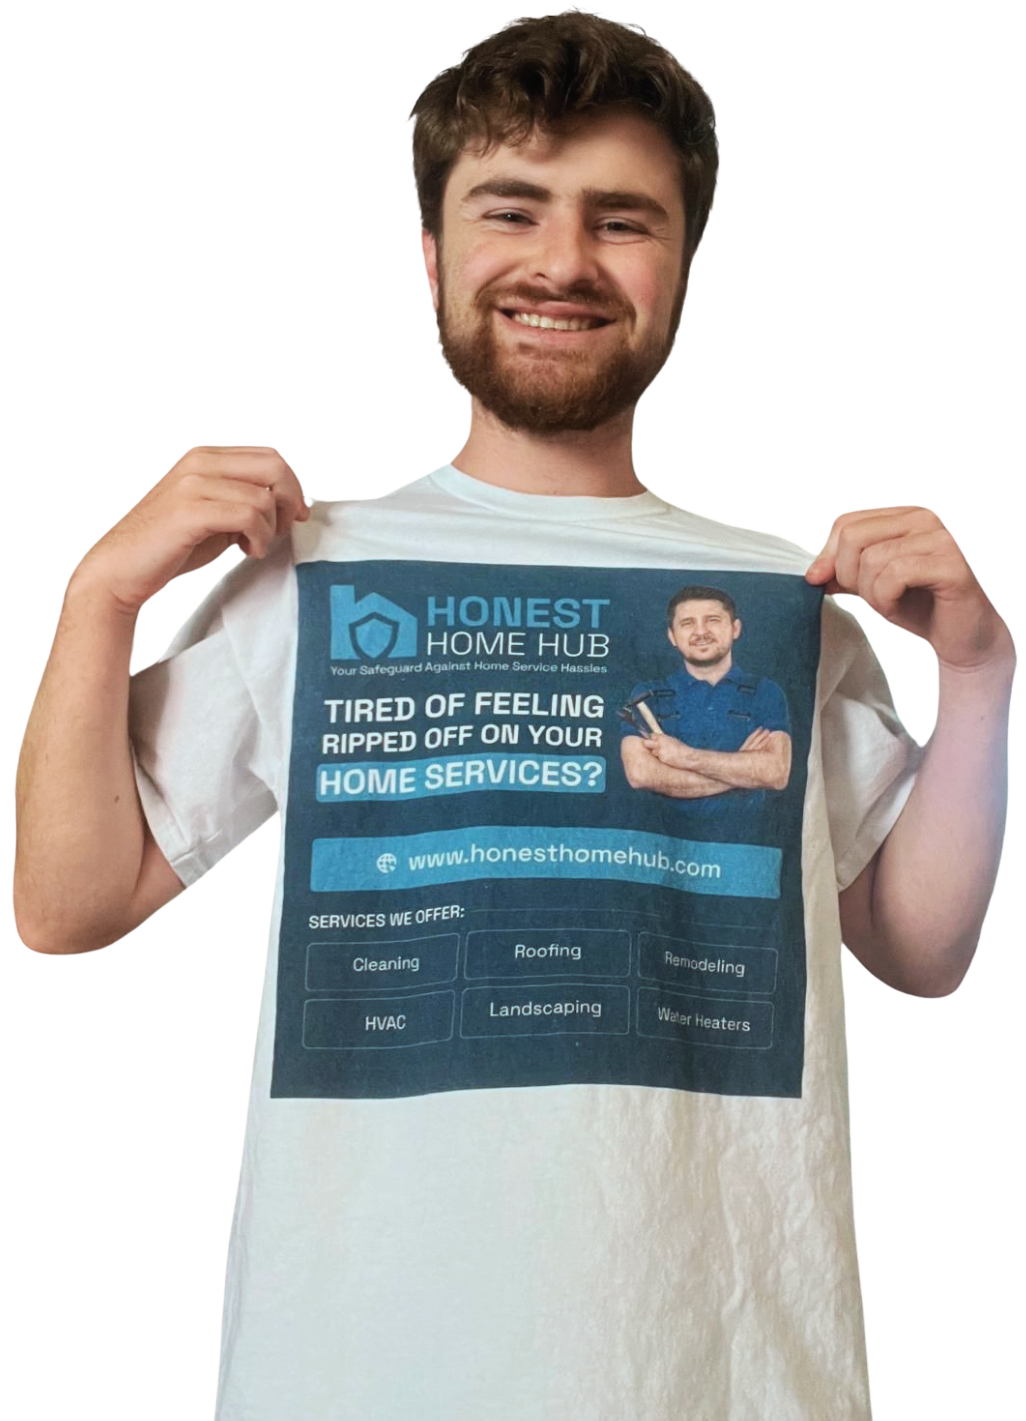 HONEST
HOME HUB
Your Safeguard Against Home Service Hassles
TIRED OF FEELING
RIPPED OFF ON YOUR
HOME SERVICES?
www.honesthomehub.com
SERVICES WE OFFER:
Cleaning
Roofing
Remodeling
HVAC
Landscaping
Water Heaters